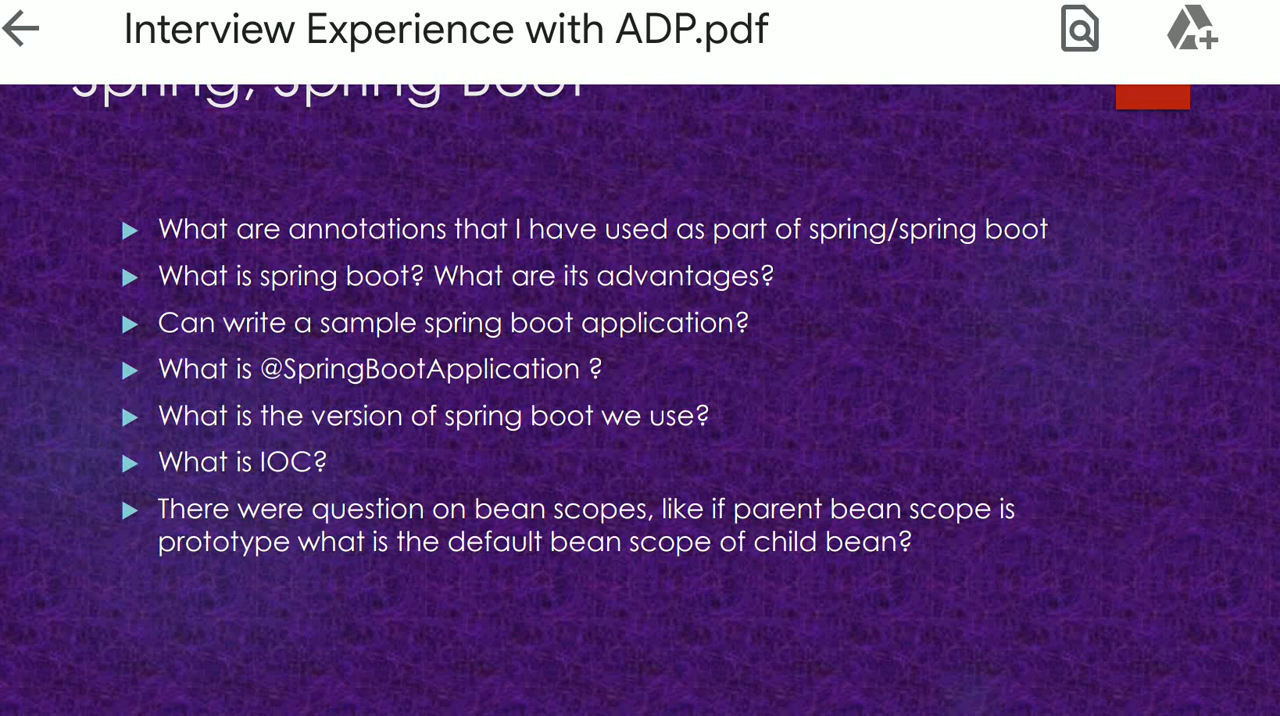 Interview Experience with ADP.pdf
Spring, Spring Boot
What are annotations that I have used as part of spring/spring boot
What is spring boot? What are its advantages?
Can write a sample spring boot application?
What is @SpringBootApplication ?
What is the version of spring boot we use?
What is IOC?
There were question on bean scopes, like if parent bean scope is
prototype what is the default bean scope of child bean?